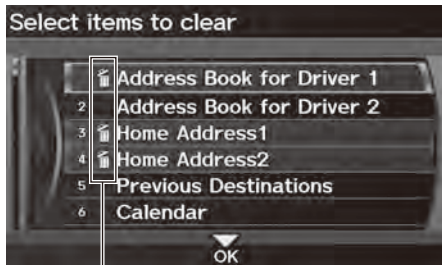 Select items to clear
Address Book for Driver 1
2 Address Book for Driver 2
3 Home Address1
4 Home Address2
5 Previous Destinations
6 Calendar
OK